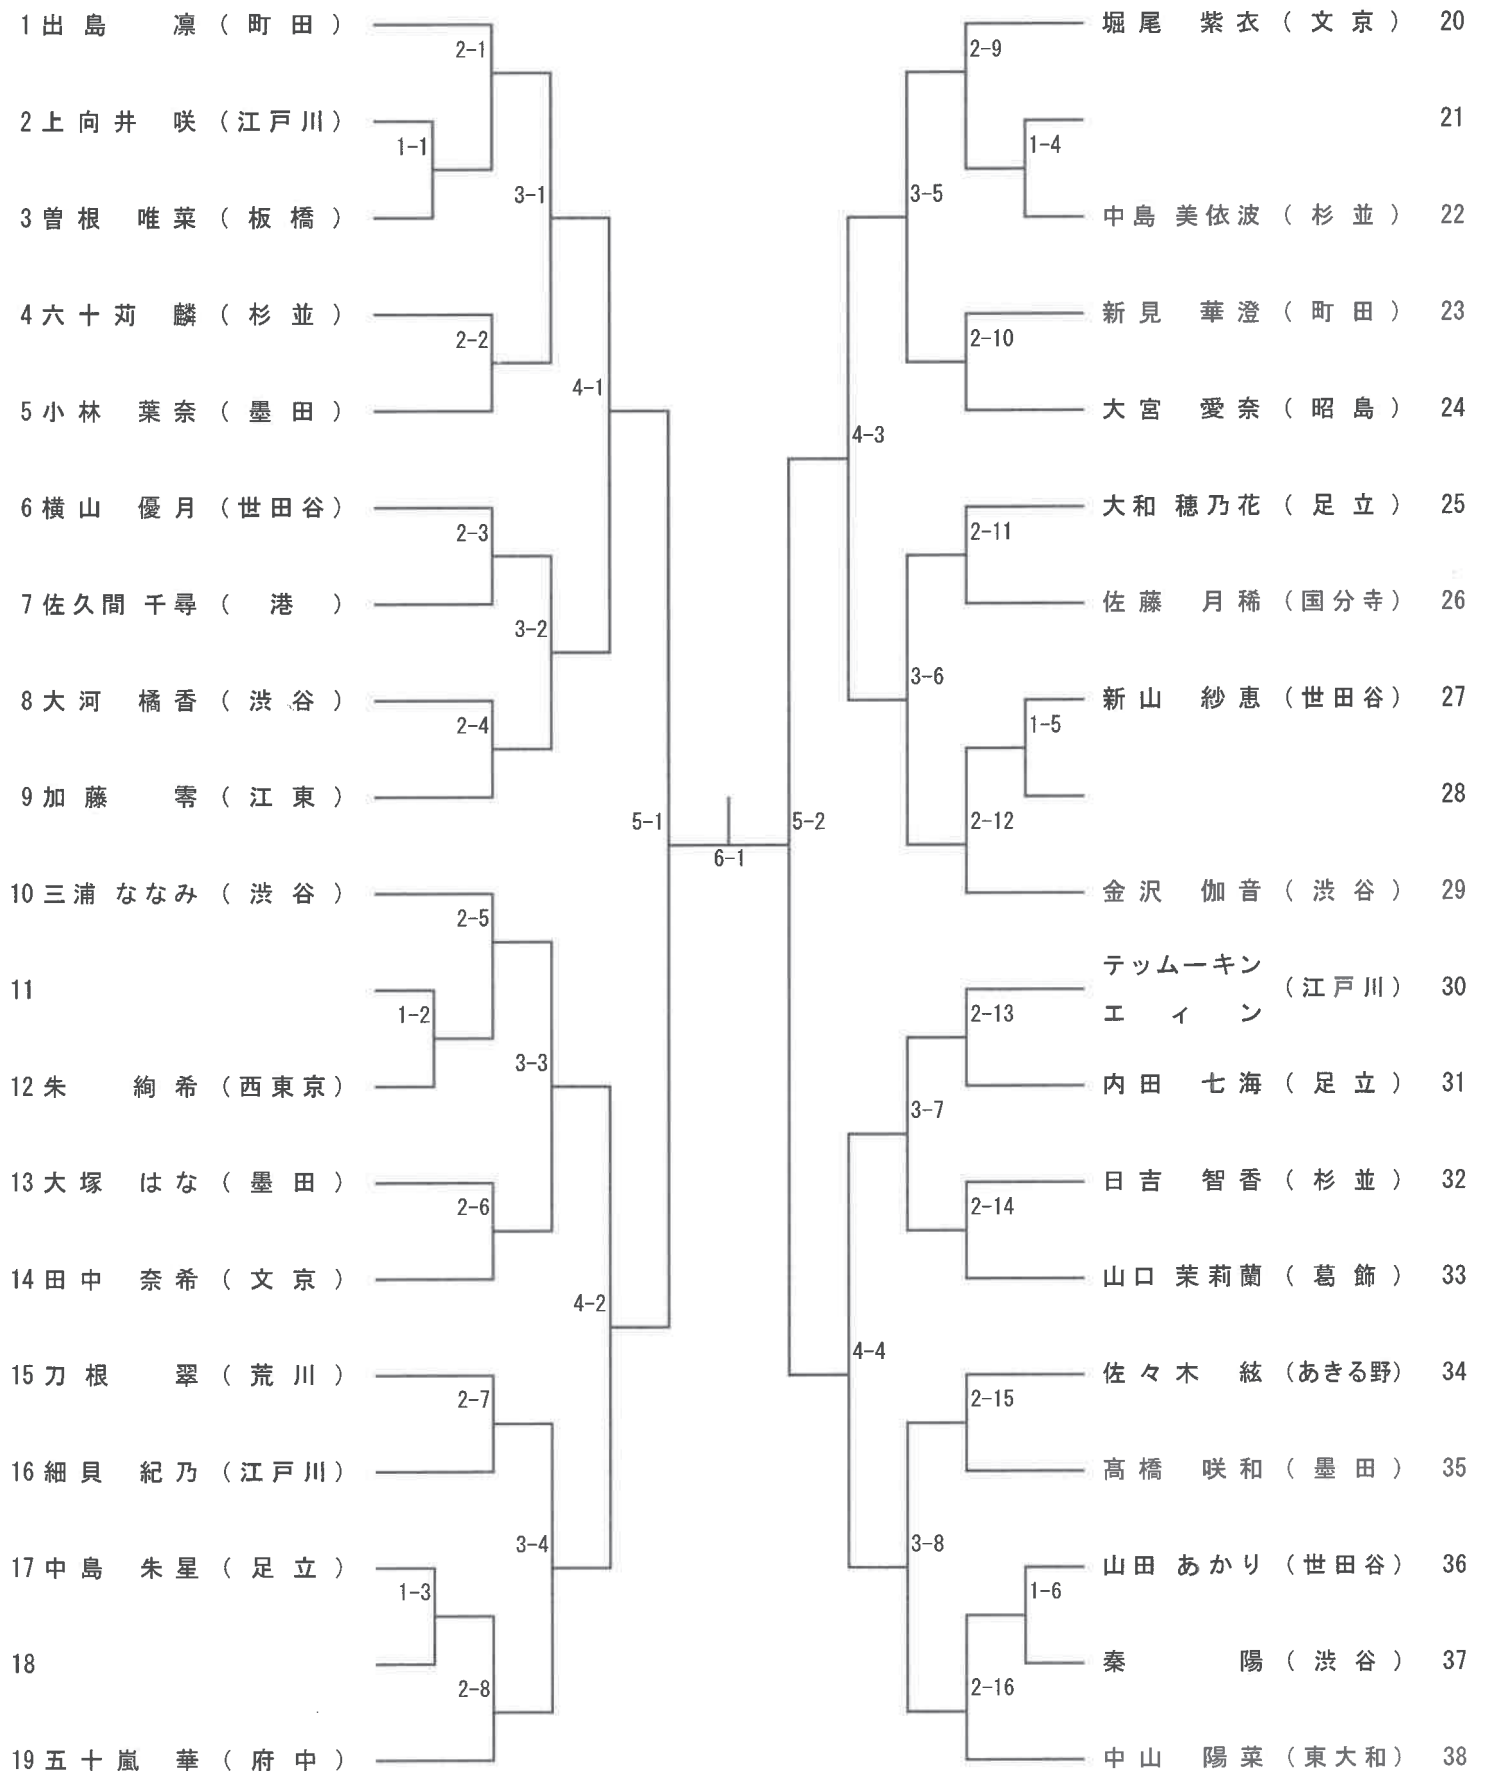 1 出島 凛 (町田)
2-1
2 上向井 咲 (江戸川)
1-1
3 曽根 唯菜 (板橋)
3-1
4 六十苅 麟 (杉並)
2-2
5 小林 葉奈 (墨田)
4-1
6 横山 優月 (世田谷)
2-3
7 佐久間 千尋 (港)
3-2
8 大河 橘香 (渋谷)
2-4
9 加藤 零 (江東)
5-1
10 三浦 ななみ (渋谷)
2-5
11
1-2
3-3
12 朱 絢希 (西東京)
13 大塚 はな (墨田)
2-6
14 田中 奈希 (文京)
4-2
15 刀根 翠 (荒川)
2-7
16 細貝 紀乃 (江戸川)
3-4
17 中島 朱星 (足立)
1-3
18
2-8
19 五十嵐 華 (府中)
6-1
堀尾 紫衣 (文京) 20
2-9
21
1-4
3-5
中島 美依波 (杉並) 22
新見 華澄 (町田) 23
2-10
大宮 愛奈 (昭島) 24
4-3
大和 穂乃花 (足立) 25
2-11
佐藤 月稀 (国分寺) 26
3-6
新山 紗恵 (世田谷) 27
1-5
28
5-2
2-12
金沢 伽音 (渋谷) 29
テッムーキン
(江戸川) 30
エィン
2-13
内田 七海 (足立) 31
3-7
日吉 智香 (杉並) 32
2-14
山口 茉莉蘭 (葛飾) 33
4-4
佐々木 絃 (あきる野) 34
2-15
髙橋 咲和 (墨田) 35
3-8
山田 あかり (世田谷) 36
1-6
秦 陽 (渋谷) 37
2-16
中山 陽菜 (東大和) 38